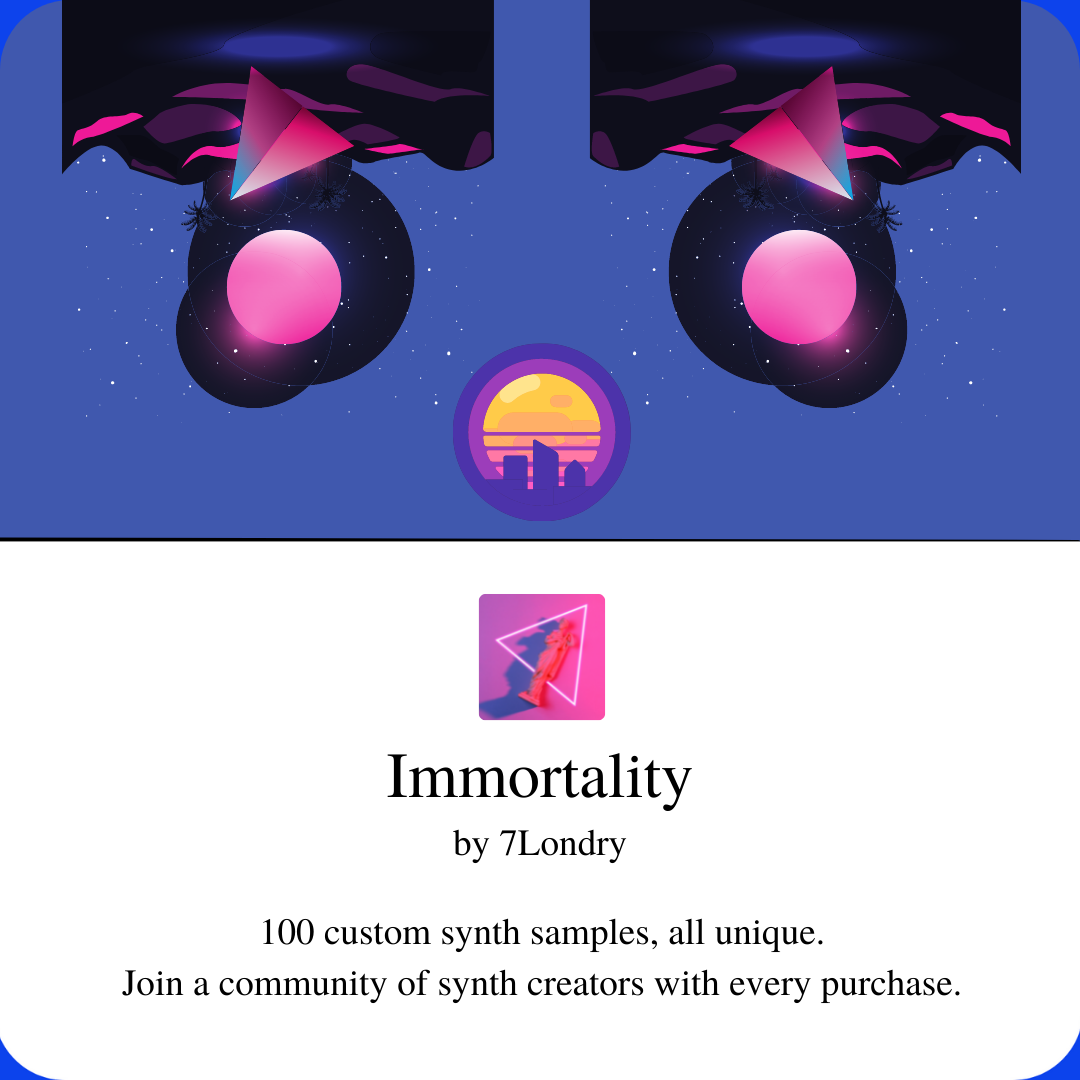 Immortality
by 7Londry
100 custom synth samples, all unique.
Join a community of synth creators with every purchase.